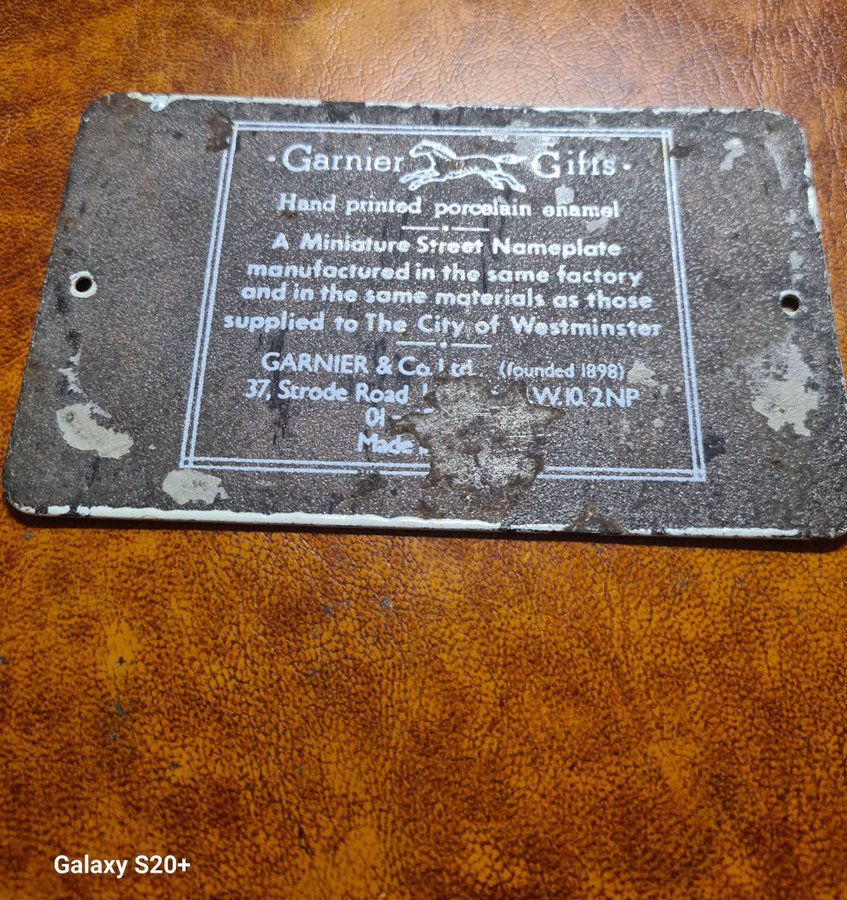 · Garnier Gifts ·
Hand printed porcelain enamel
A Miniature Street Nameplate
manufactured in the same factory
and in the same materials as those
supplied to The City of Westminster
GARNIER & Co. Ltd. (founded 1898)
37, Strode Road W.10. 2NP
01 -
Made
Galaxy S20+